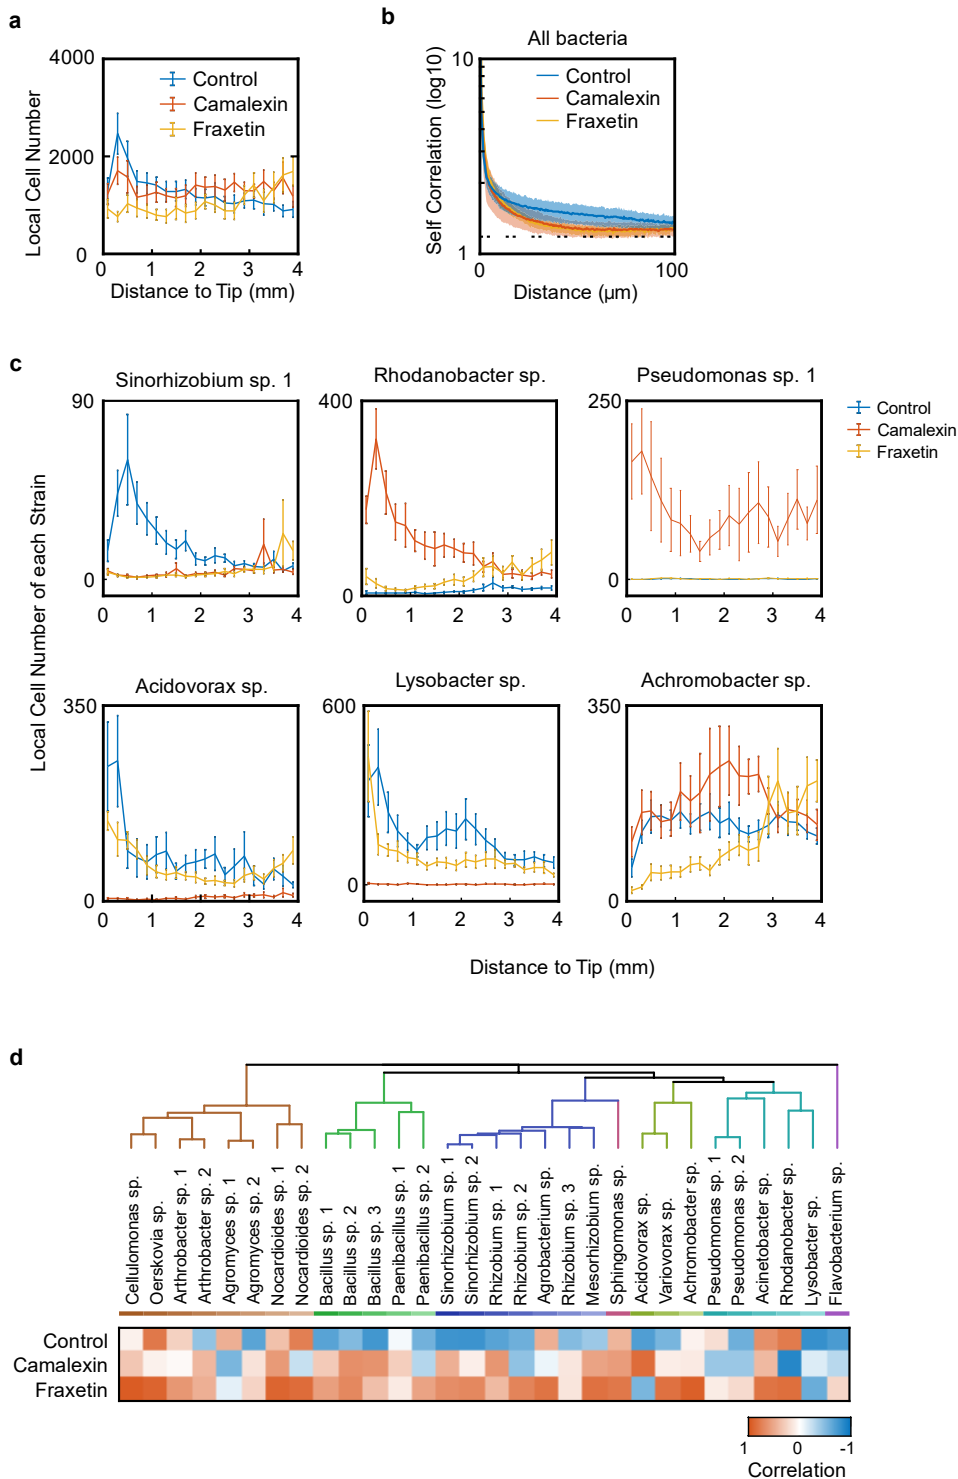 a
4000
2000
0
0 1 2 3 4
Local Cell Number
Distance to Tip (mm)
Control
Camalexin
Fraxetin
b
All bacteria
10
1
0 100
Self Correlation (log10)
Distance (µm)
Control
Camalexin
Fraxetin
c
Local Cell Number of each Strain
Sinorhizobium sp. 1
90
0
0 1 2 3 4
Rhodanobacter sp.
400
0
0 1 2 3 4
Pseudomonas sp. 1
250
0
0 1 2 3 4
Control
Camalexin
Fraxetin
Acidovorax sp.
350
0
0 1 2 3 4
Lysobacter sp.
600
0
0 1 2 3 4
Achromobacter sp.
350
0
0 1 2 3 4
Distance to Tip (mm)
d
Cellulomonas sp.
Oerskovia sp.
Arthrobacter sp. 1
Arthrobacter sp. 2
Agromyces sp. 1
Agromyces sp. 2
Nocardioides sp. 1
Nocardioides sp. 2
Bacillus sp. 1
Bacillus sp. 2
Bacillus sp. 3
Paenibacillus sp. 1
Paenibacillus sp. 2
Sinorhizobium sp. 1
Sinorhizobium sp. 2
Rhizobium sp. 1
Rhizobium sp. 2
Agrobacterium sp.
Rhizobium sp. 3
Mesorhizobium sp.
Sphingomonas sp.
Acidovorax sp.
Variovorax sp.
Achromobacter sp.
Pseudomonas sp. 1
Pseudomonas sp. 2
Acinetobacter sp.
Rhodanobacter sp.
Lysobacter sp.
Flavobacterium sp.
Control
Camalexin
Fraxetin
1 0 -1
Correlation